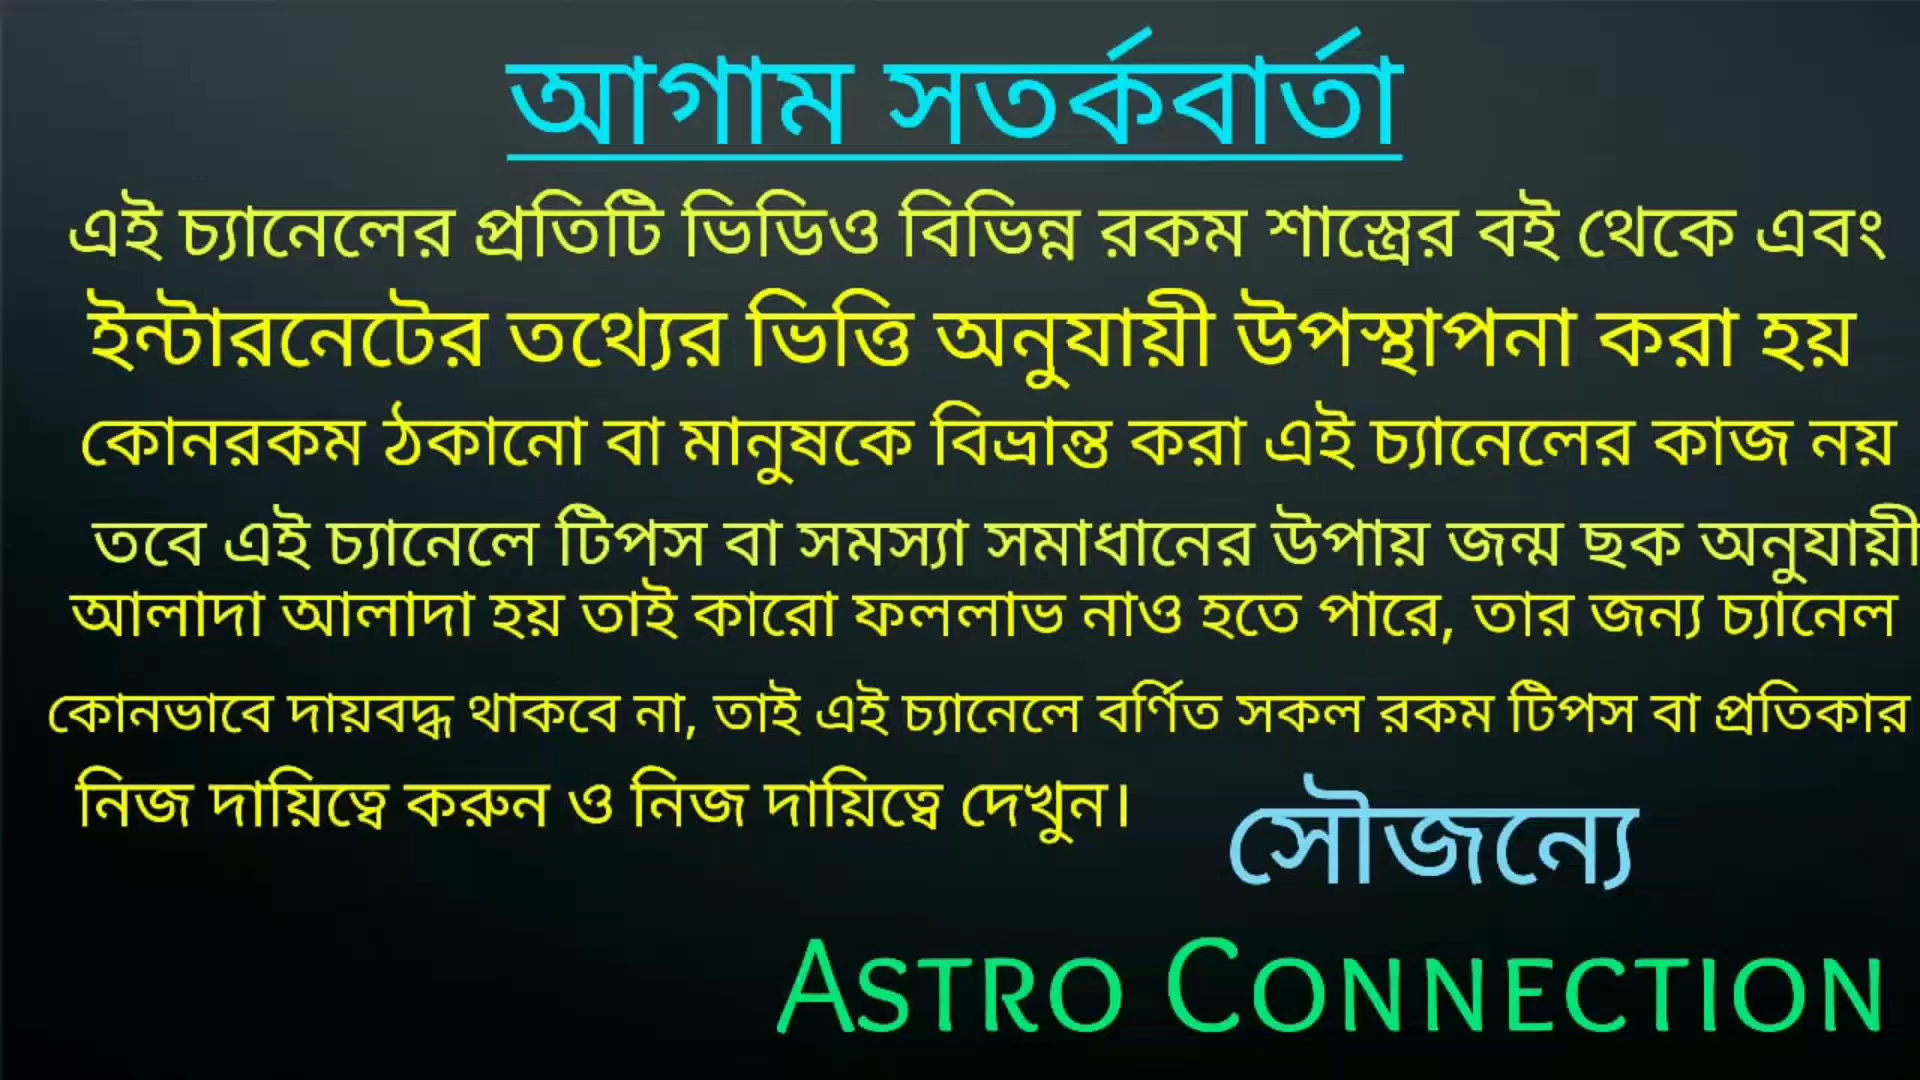 আগাম সতর্কবার্তা
এই চ্যানেলের প্রতিটি ভিডিও বিভিন্ন রকম শাস্ত্রের বই থেকে এবং
ইন্টারনেটের তথ্যের ভিত্তি অনুযায়ী উপস্থাপনা করা হয়
কোনরকম ঠকানো বা মানুষকে বিভ্রান্ত করা এই চ্যানেলের কাজ নয়
তবে এই চ্যানেলে টিপস বা সমস্যা সমাধানের উপায় জন্ম ছক অনুযায়ী
আলাদা আলাদা হয় তাই কারো ফললাভ নাও হতে পারে, তার জন্য চ্যানেল
কোনভাবে দায়বদ্ধ থাকবে না, তাই এই চ্যানেলে বর্ণিত সকল রকম টিপস বা প্রতিকার
নিজ দায়িত্বে করুন ও নিজ দায়িত্বে দেখুন।
সৌজন্যে
ASTRO CONNECTION